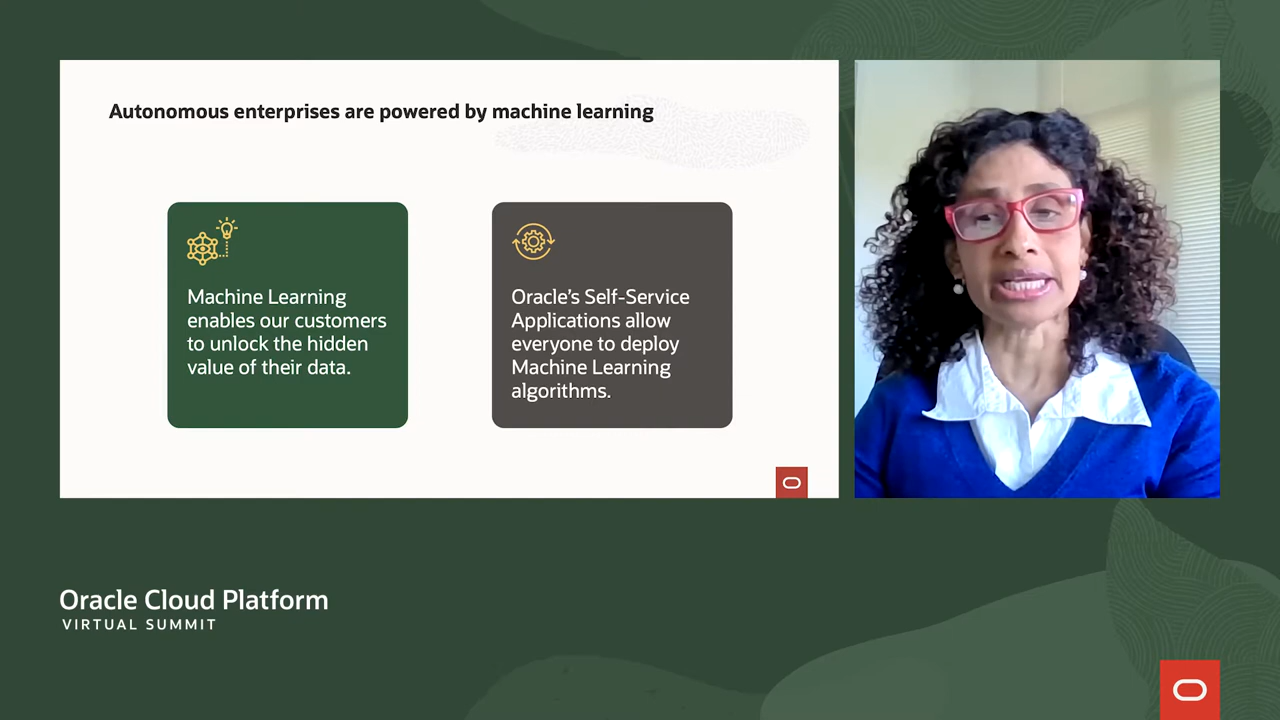 Autonomous enterprises are powered by machine learning
Machine Learning
enables our customers
to unlock the hidden
value of their data.
Oracle's Self-Service
Applications allow
everyone to deploy
Machine Learning
algorithms.
Oracle Cloud Platform
VIRTUAL SUMMIT